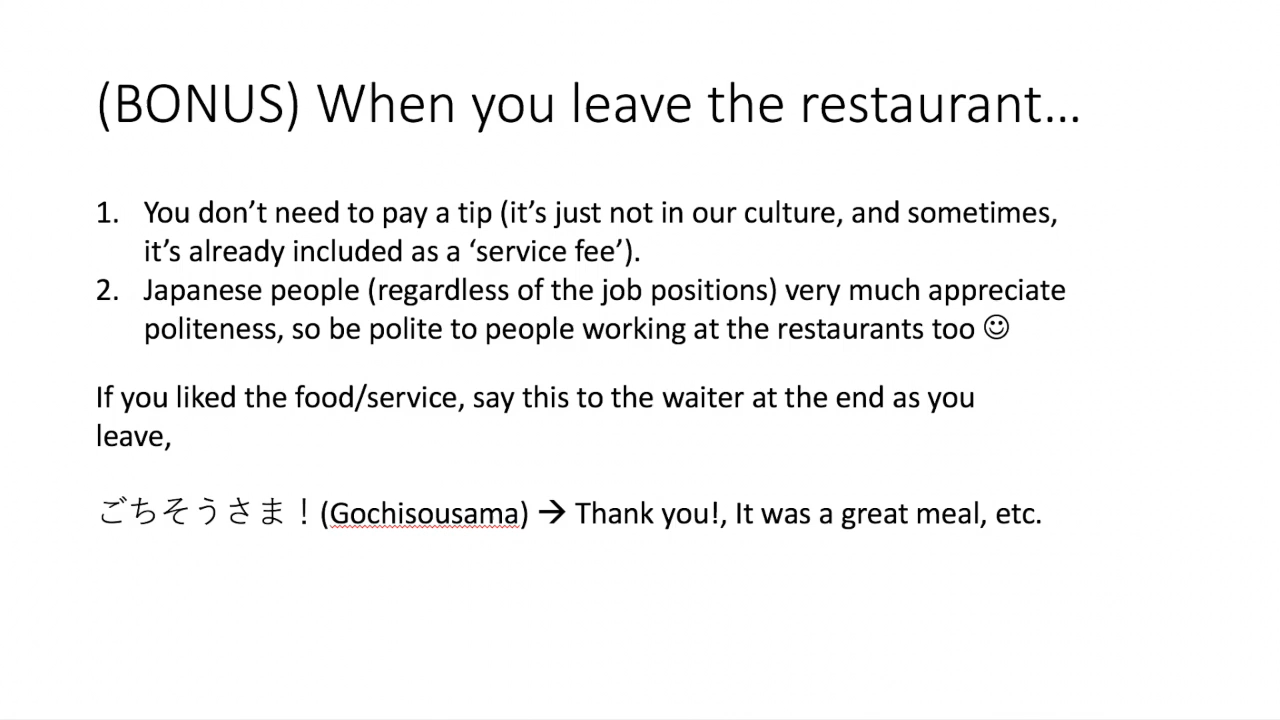 (BONUS) When you leave the restaurant…
1. You don’t need to pay a tip (it’s just not in our culture, and sometimes,
it’s already included as a ‘service fee’).
2. Japanese people (regardless of the job positions) very much appreciate
politeness, so be polite to people working at the restaurants too ☺
If you liked the food/service, say this to the waiter at the end as you
leave,
ごちそうさま！(Gochisousama) → Thank you!, It was a great meal, etc.